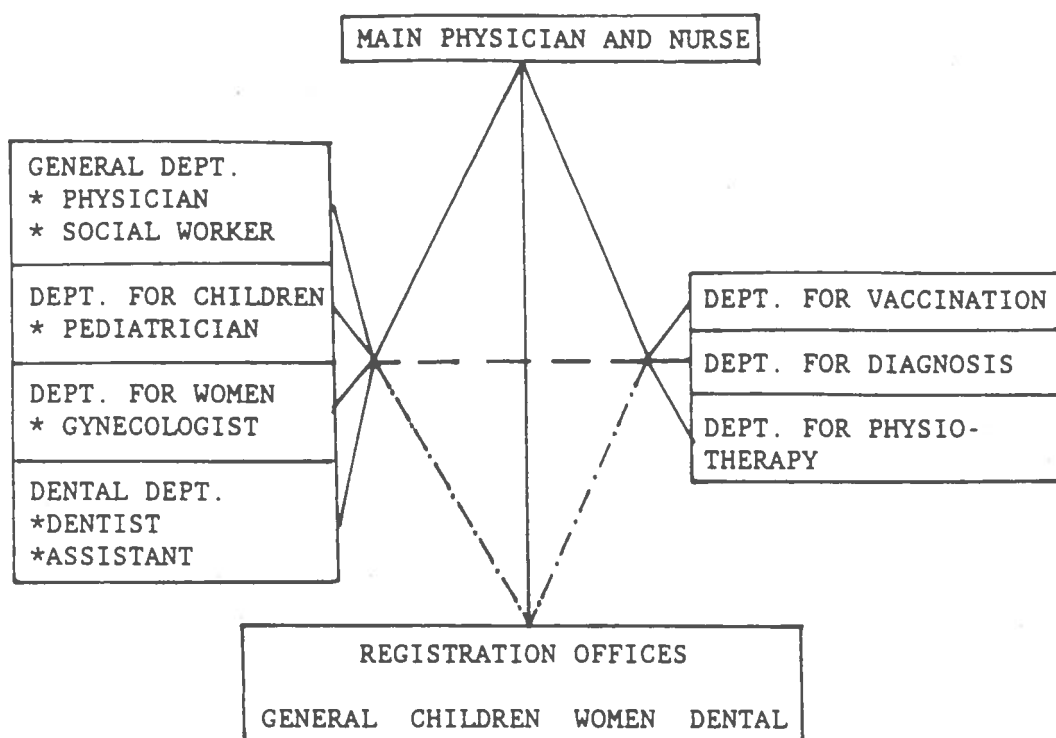 MAIN PHYSICIAN AND NURSE
GENERAL DEPT.
* PHYSICIAN
* SOCIAL WORKER
DEPT. FOR CHILDREN
* PEDIATRICIAN
DEPT. FOR WOMEN
* GYNECOLOGIST
DENTAL DEPT.
*DENTIST
*ASSISTANT
DEPT. FOR VACCINATION
DEPT. FOR DIAGNOSIS
DEPT. FOR PHYSIO-
THERAPY
REGISTRATION OFFICES
GENERAL CHILDREN WOMEN DENTAL